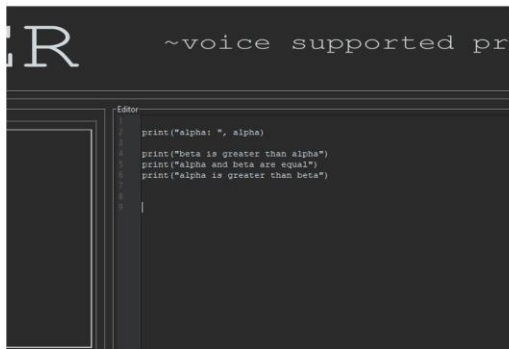 ER
~voice supported pr
Editor
1
2 print("alpha: ", alpha)
3
4 print("beta is greater than alpha")
5 print("alpha and beta are equal")
6 print("alpha is greater than beta")
7
8
9